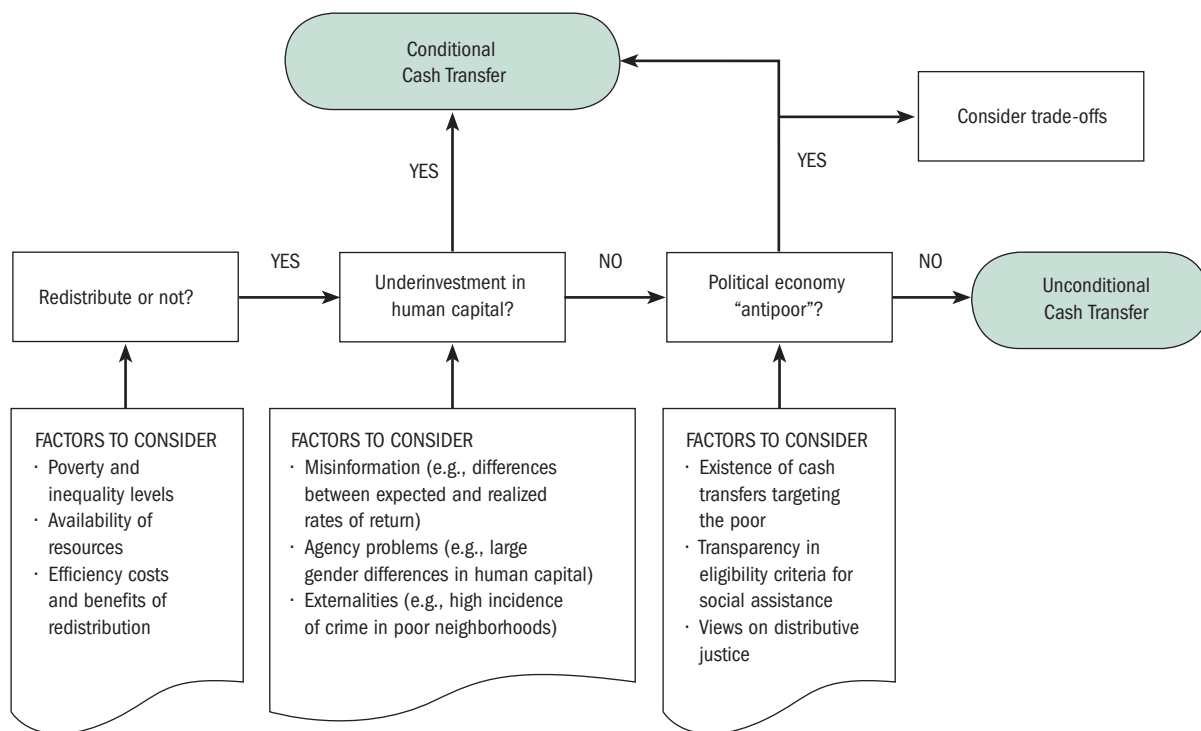 Conditional
Cash Transfer
Consider trade-offs
YES
YES
Redistribute or not?
YES
Underinvestment in
human capital?
NO
Political economy
“antipoor”?
NO
Unconditional
Cash Transfer
FACTORS TO CONSIDER
· Poverty and
inequality levels
· Availability of
resources
· Efficiency costs
and benefits of
redistribution
FACTORS TO CONSIDER
· Misinformation (e.g., differences
between expected and realized
rates of return)
· Agency problems (e.g., large
gender differences in human capital)
· Externalities (e.g., high incidence
of crime in poor neighborhoods)
FACTORS TO CONSIDER
· Existence of cash
transfers targeting
the poor
· Transparency in
eligibility criteria for
social assistance
· Views on distributive
justice